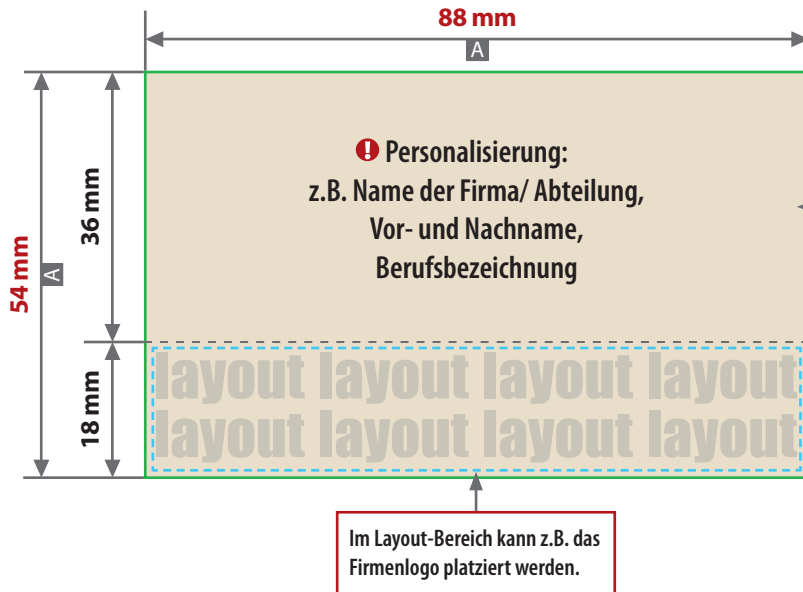 88 mm
A
! Personalisierung:
z.B. Name der Firma/ Abteilung,
Vor- und Nachname,
Berufsbezeichnung
54 mm
A
36 mm
18 mm
layout layout layout layout
layout layout layout layout
Im Layout-Bereich kann z.B. das
Firmenlogo platziert werden.